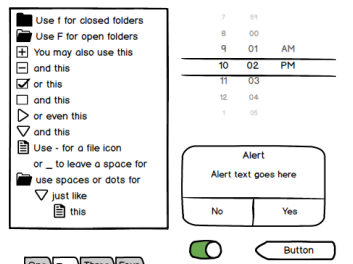 Use f for closed folders
Use F for open folders
You may also use this
and this
or this
and this
or even this
and this
Use - for a file icon
or _ to leave a space for
use spaces or dots for
just like
this
7 59
8 00
9 01 AM
10 02 PM
11 03
12 04
1 05
Alert
Alert text goes here
No Yes
Button
One Three Four